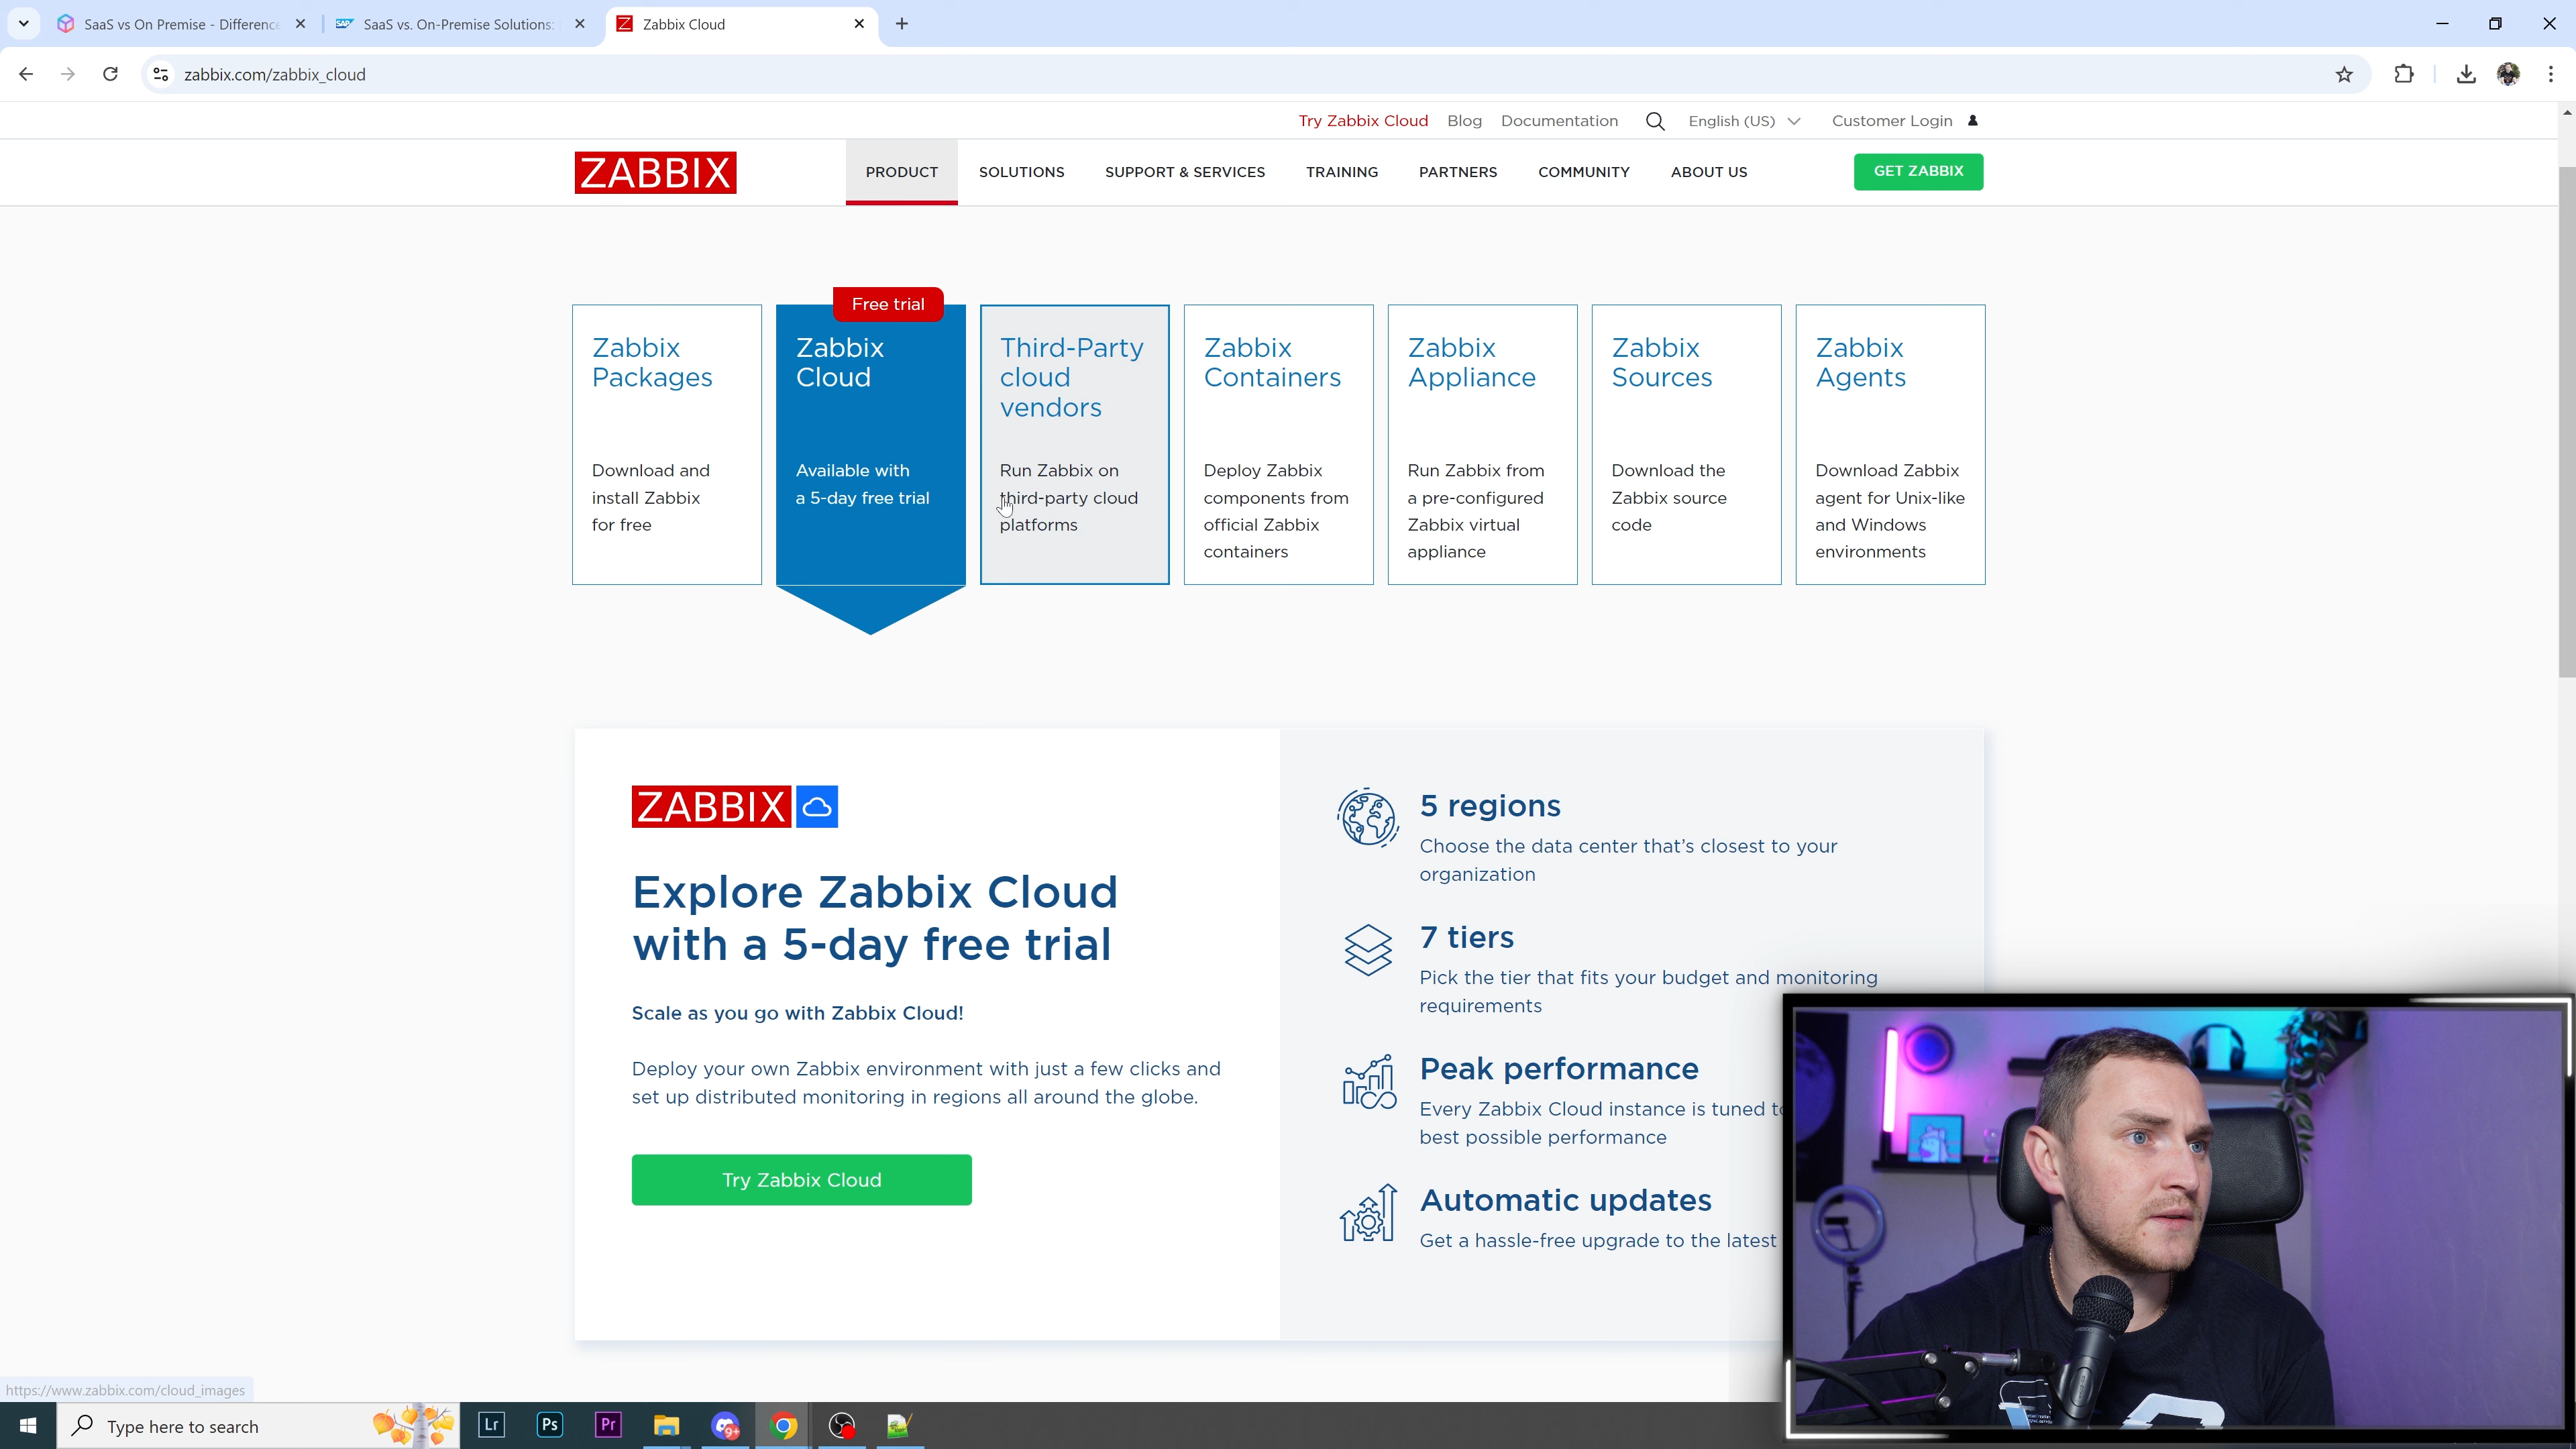 SaaS vs On Premise - Difference
SAP
SaaS vs. On-Premise Solutions:
Zabbix Cloud
zabbix.com/zabbix_cloud
Try Zabbix Cloud
Blog
Documentation
English (US)
Customer Login
ZABBIX
PRODUCT
SOLUTIONS
SUPPORT & SERVICES
TRAINING
PARTNERS
COMMUNITY
ABOUT US
GET ZABBIX
Zabbix
Packages
Download and
install Zabbix
for free
Free trial
Zabbix
Cloud
Available with
a 5-day free trial
Third-Party
cloud
vendors
Run Zabbix on
third-party cloud
platforms
Zabbix
Containers
Deploy Zabbix
components from
official Zabbix
containers
Zabbix
Appliance
Run Zabbix from
a pre-configured
Zabbix virtual
appliance
Zabbix
Sources
Download the
Zabbix source
code
Zabbix
Agents
Download Zabbix
agent for Unix-like
and Windows
environments
ZABBIX
Explore Zabbix Cloud
with a 5-day free trial
Scale as you go with Zabbix Cloud!
Deploy your own Zabbix environment with just a few clicks and
set up distributed monitoring in regions all around the globe.
Try Zabbix Cloud
5 regions
Choose the data center that's closest to your
organization
7 tiers
Pick the tier that fits your budget and monitoring
requirements
Peak performance
Every Zabbix Cloud instance is tuned
best possible performance
Automatic updates
Get a hassle-free upgrade to the latest
https://www.zabbix.com/cloud_images
Type here to search
Lr
Ps
Pr
9+